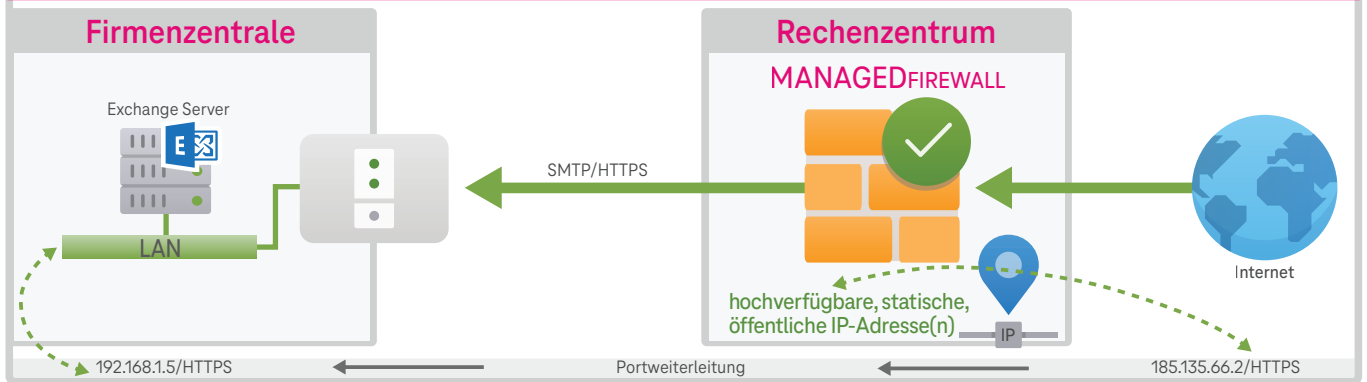 Firmenzentrale
Rechenzentrum
MANAGEDFIREWALL
Exchange Server
E
SMTP/HTTPS
LAN
Internet
hochverfügbare, statische,
öffentliche IP-Adresse(n)
IP
192.168.1.5/HTTPS
Portweiterleitung
185.135.66.2/HTTPS